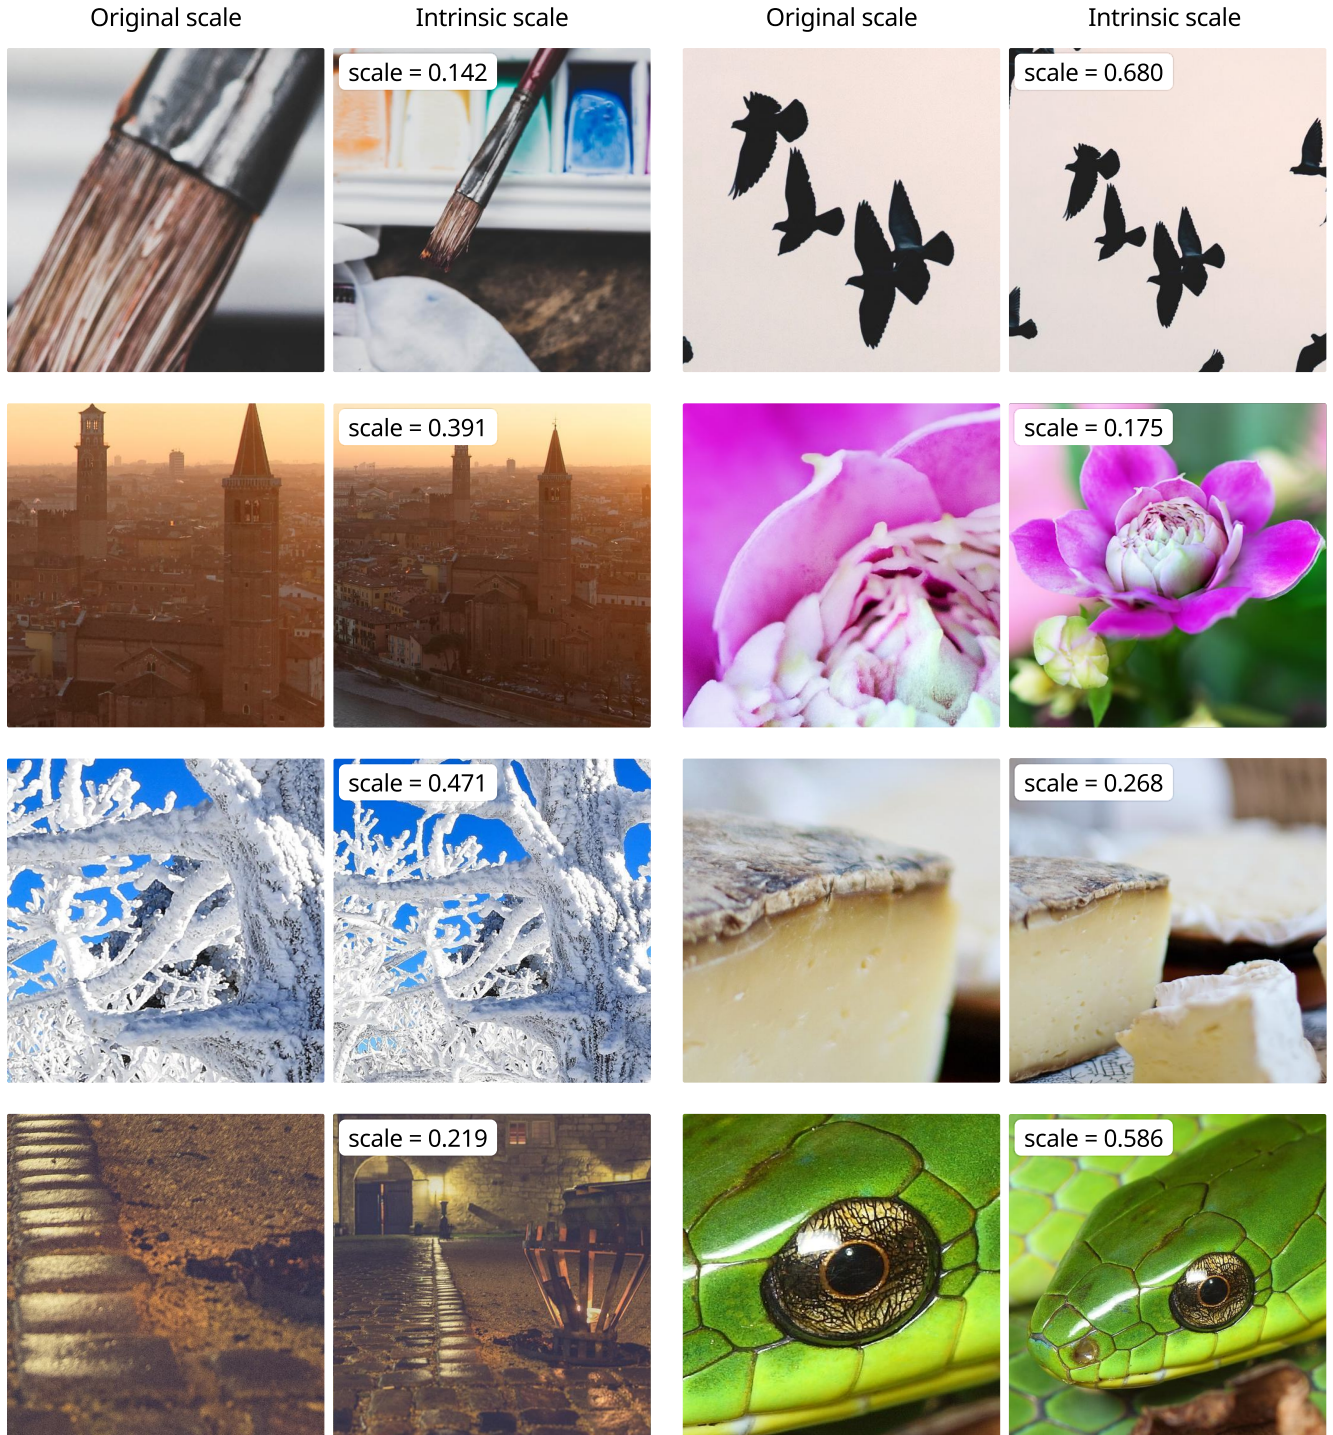 Original scale
Intrinsic scale
Original scale
Intrinsic scale
scale = 0.142
scale = 0.680
scale = 0.391
scale = 0.175
scale = 0.471
scale = 0.268
scale = 0.219
scale = 0.586